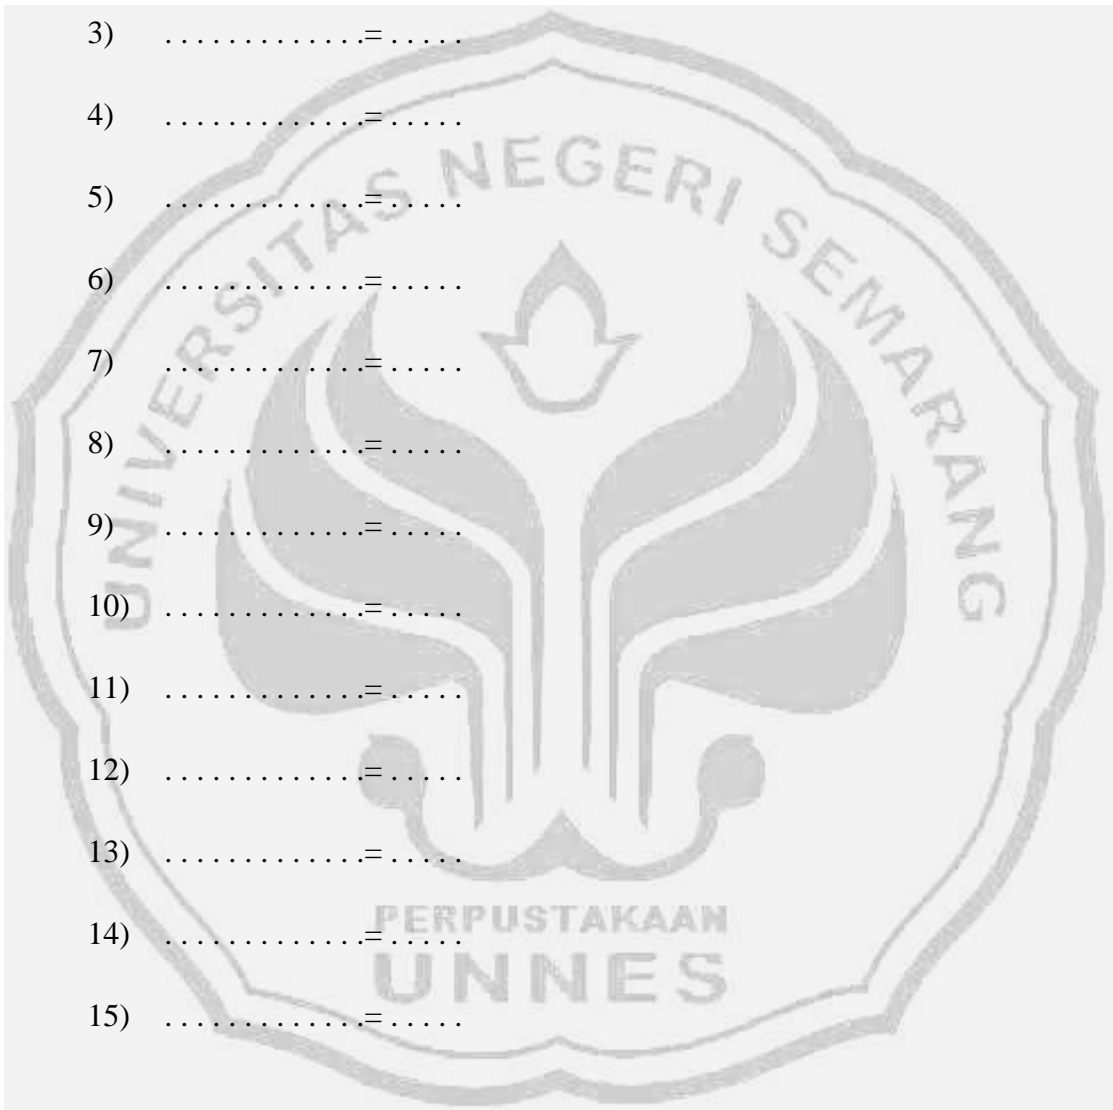 3) . . . . . . . . . . . . .= . . . . .
4) . . . . . . . . . . . . .= . . . . .
5) . . . . . . . . . . . . .= . . . . .
6) . . . . . . . . . . . . .= . . . . .
7) . . . . . . . . . . . . .= . . . . .
8) . . . . . . . . . . . . .= . . . . .
9) . . . . . . . . . . . . .= . . . . .
10) . . . . . . . . . . . . .= . . . . .
11) . . . . . . . . . . . . .= . . . . .
12) . . . . . . . . . . . . .= . . . . .
13) . . . . . . . . . . . . .= . . . . .
14) . . . . . . . . . . . . .= . . . . .
15) . . . . . . . . . . . . .= . . . . .
UNIVERSITAS NEGERI SEMARANG
PERPUSTAKAAN
UNNES